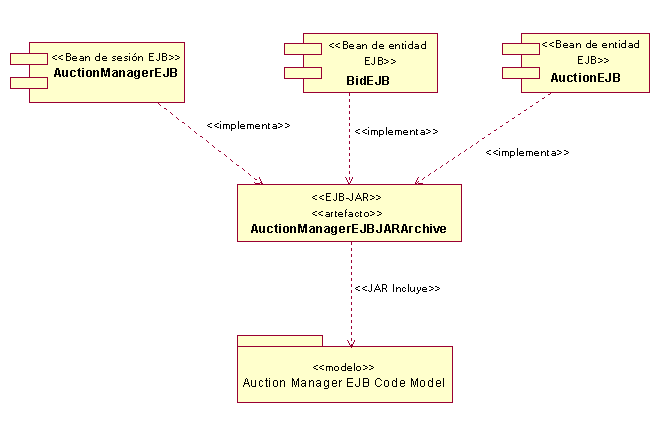 <<Bean de sesión EJB>>
AuctionManagerEJB
<<Bean de entidad
EJB>>
BidEJB
<<Bean de entidad
EJB>>
AuctionEJB
<<implementa>>
<<implementa>>
<<implementa>>
<<EJB-JAR>>
<<artefacto>>
AuctionManagerEJBJARArchive
<<JAR Incluye>>
<<modelo>>
Auction Manager EJB Code Model